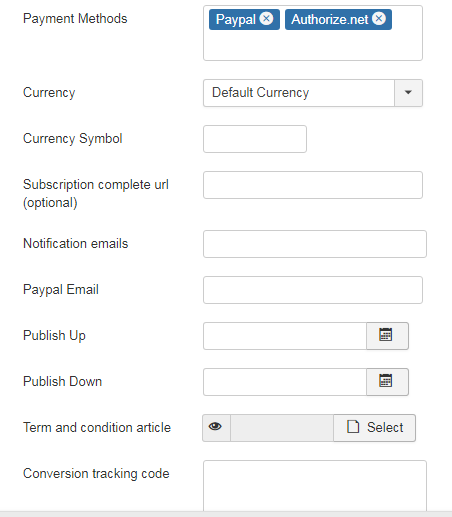 Payment Methods Paypal Authorize.net
Currency Default Currency
Currency Symbol
Subscription complete url
(optional)
Notification emails
Paypal Email
Publish Up
Publish Down
Term and condition article Select
Conversion tracking code